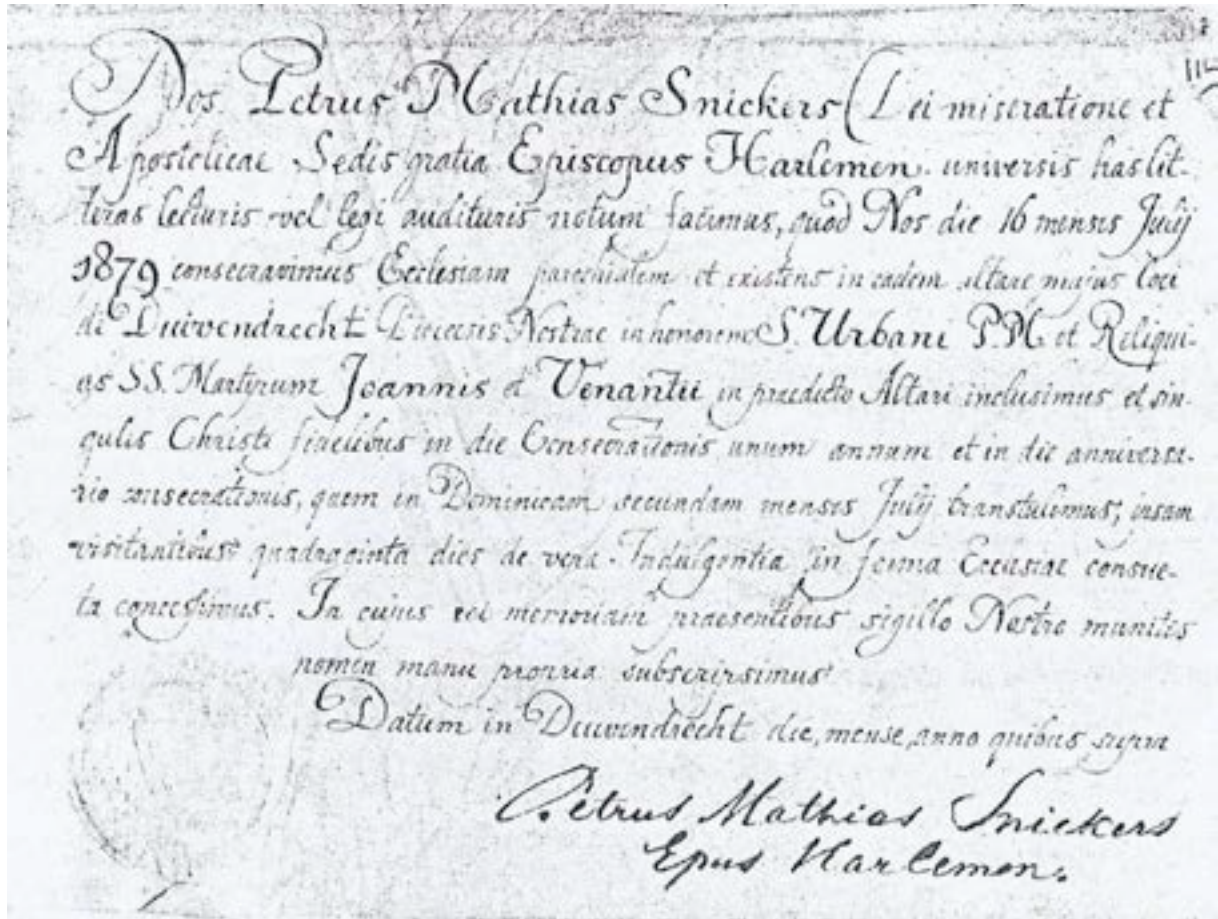 Nos Petrus Mathias Snickers Dei miseratione et
Apostolicae Sedis gratia Episcopus Harlemen. universis has lit-
teras lecturis vel legi audituris notum facimus, quod Nos die 16 mensis Julij
1879 consecravimus Ecclesiam parochialem et existens in eadem altare majus loci
de Duivendrecht Diocesis Nostrae in honorem S. Urbani P.M. et Reliqui-
as SS. Martyrum Joannis et Venantii in praedicto Altari inclusimus et sin-
gulis Christi fidelibus in die Consecrationis unum annum et in die anniversa-
rio consecrationis, quem in Dominicam secundam mensis Julij transtulimus, ipsam
visitantibus quadraginta dies de vera Indulgentia in forma Ecclesiae consue-
ta concessimus. In cujus rei memoriam praesentibus sigillo Nostro munitis
nomen manu propria subscripsimus
Datum in Duivendrecht die, mense, anno quibus supra
Petrus Mathias Snickers
Epus Harlemen.